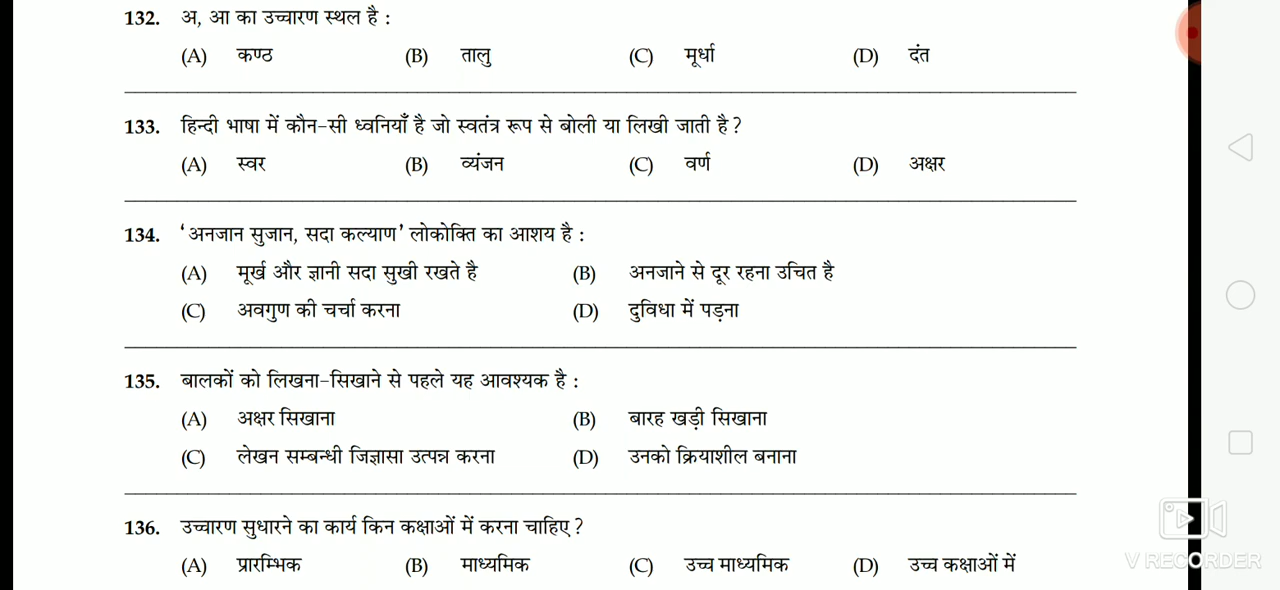 132. अ, आ का उच्चारण स्थल है :
(A) कण्ठ (B) तालु (C) मूर्धा (D) दंत
133. हिन्दी भाषा में कौन-सी ध्वनियाँ है जो स्वतंत्र रूप से बोली या लिखी जाती है ?
(A) स्वर (B) व्यंजन (C) वर्ण (D) अक्षर
134. ‘अनजान सुजान, सदा कल्याण’ लोकोक्ति का आशय है :
(A) मूर्ख और ज्ञानी सदा सुखी रखते है (B) अनजाने से दूर रहना उचित है
(C) अवगुण की चर्चा करना (D) दुविधा में पड़ना
135. बालकों को लिखना-सिखाने से पहले यह आवश्यक है :
(A) अक्षर सिखाना (B) बारह खड़ी सिखाना
(C) लेखन सम्बन्धी जिज्ञासा उत्पन्न करना (D) उनको क्रियाशील बनाना
136. उच्चारण सुधारने का कार्य किन कक्षाओं में करना चाहिए ?
(A) प्रारम्भिक (B) माध्यमिक (C) उच्च माध्यमिक (D) उच्च कक्षाओं में
V RECORDER